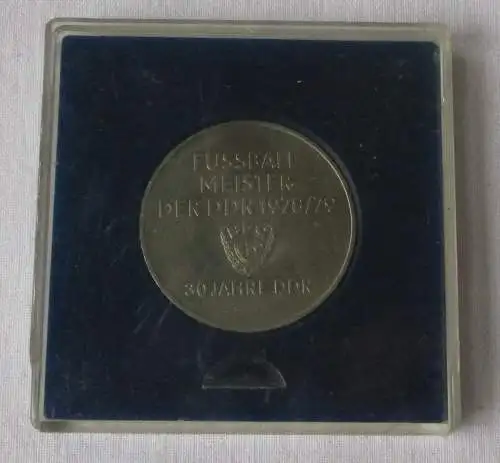 FUSSBALL
MEISTER
DER DDR 1978/79
30 JAHRE DDR